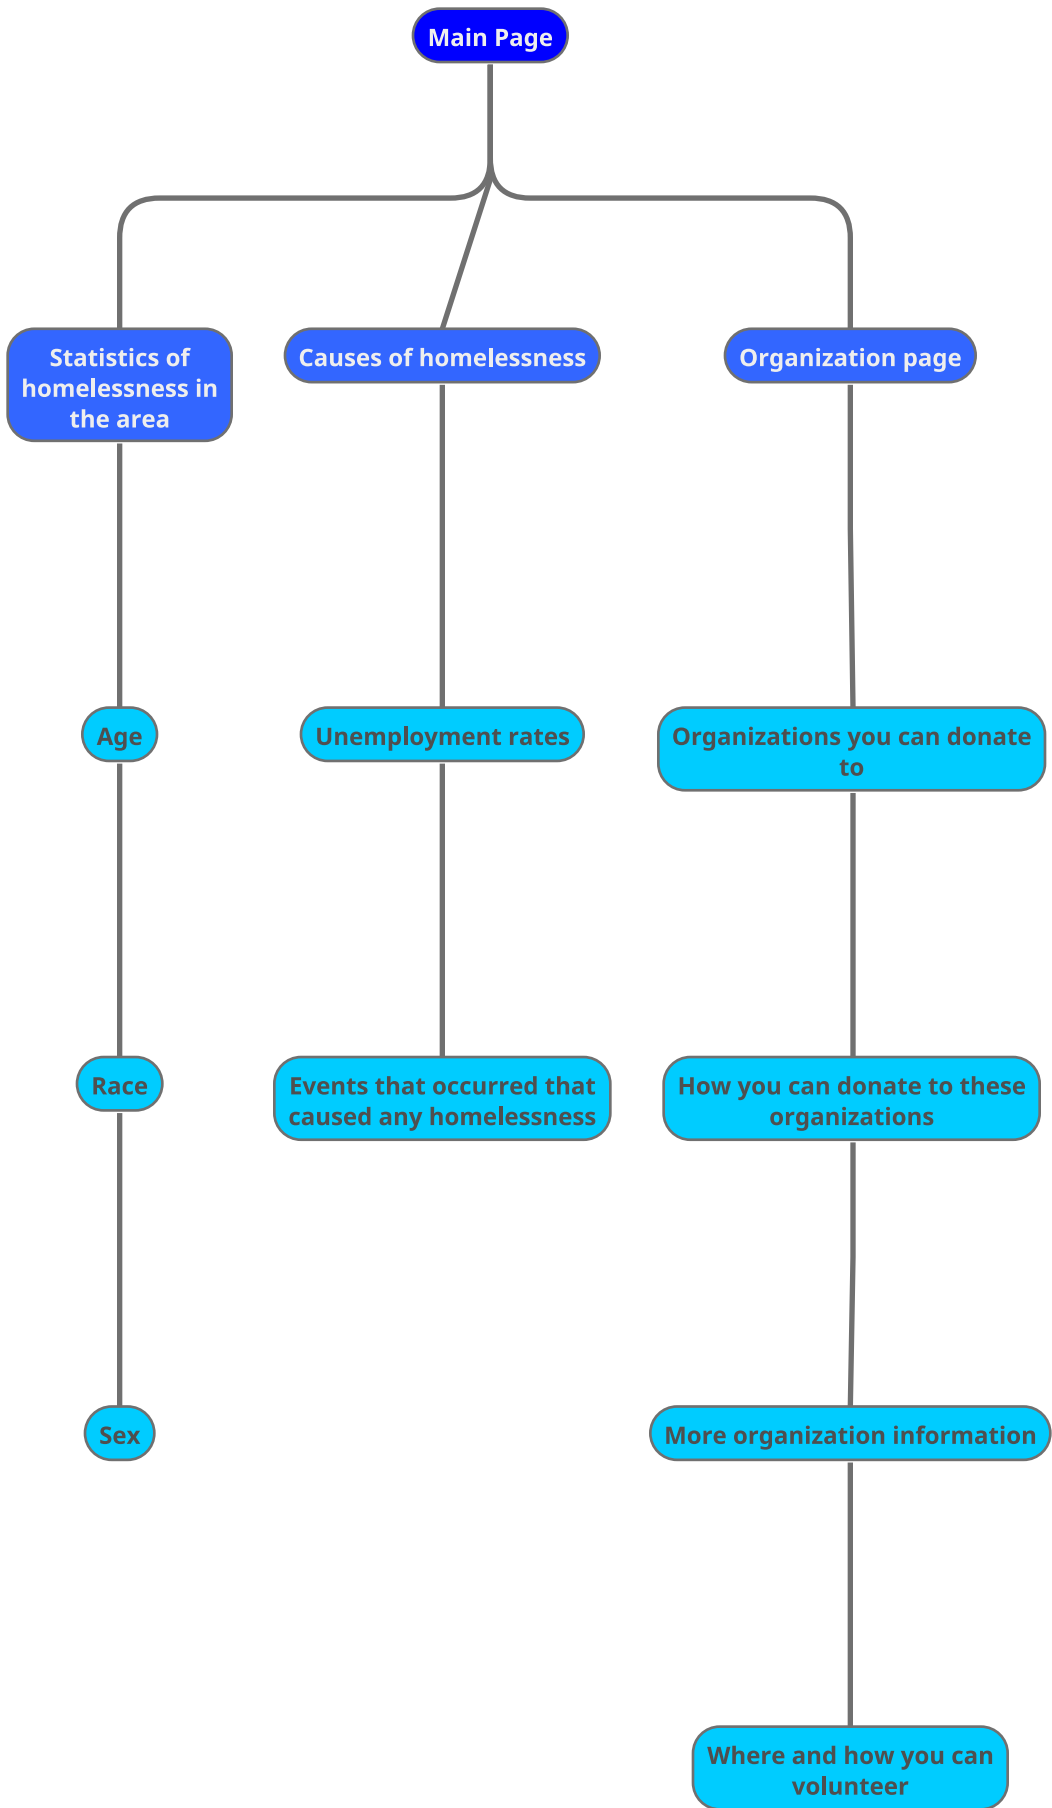 Main Page
Statistics of
homelessness in
the area
Causes of homelessness
Organization page
Age
Unemployment rates
Organizations you can donate
to
Race
Events that occurred that
caused any homelessness
How you can donate to these
organizations
Sex
More organization information
Where and how you can
volunteer